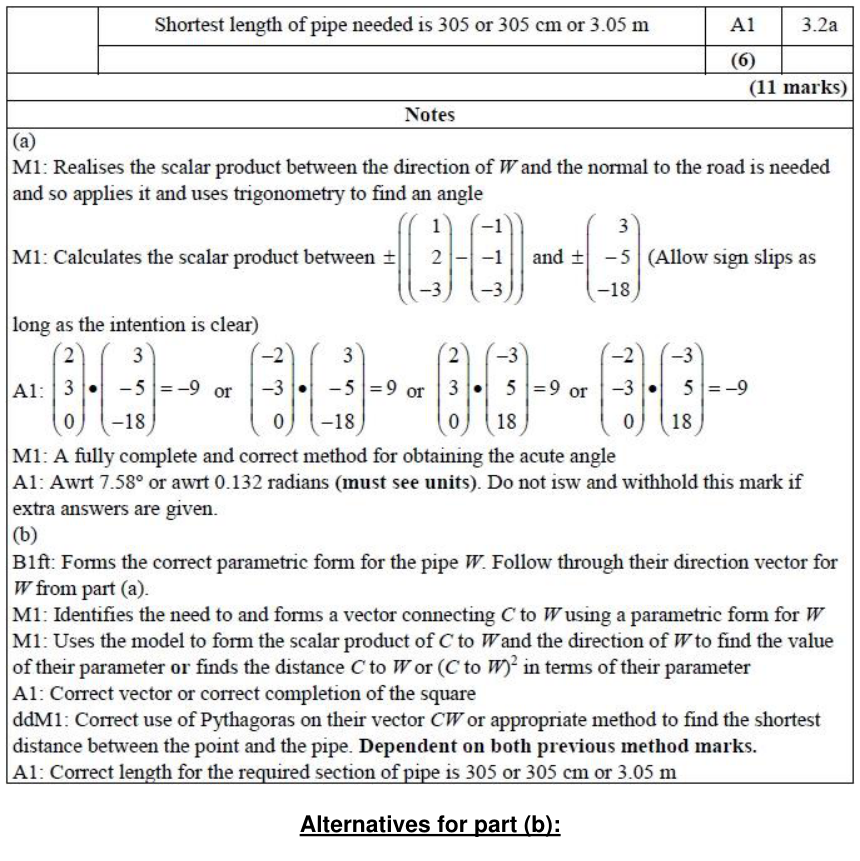 Shortest length of pipe needed is 305 or 305 cm or 3.05 m A1 3.2a
(6)
(11 marks)
Notes
(a)
M1: Realises the scalar product between the direction of W and the normal to the road is needed
and so applies it and uses trigonometry to find an angle
M1: Calculates the scalar product between ±((1 2 −3) − (−1 −1 −3)) and ±(3 −5 −18) (Allow sign slips as
long as the intention is clear)
A1: (2 3 0) • (3 −5 −18) = −9 or (−2 −3 0) • (3 −5 −18) = 9 or (2 3 0) • (−3 5 18) = 9 or (−2 −3 0) • (−3 5 18) = −9
M1: A fully complete and correct method for obtaining the acute angle
A1: Awrt 7.58° or awrt 0.132 radians (must see units). Do not isw and withhold this mark if
extra answers are given.
(b)
B1ft: Forms the correct parametric form for the pipe W. Follow through their direction vector for
W from part (a).
M1: Identifies the need to and forms a vector connecting C to W using a parametric form for W
M1: Uses the model to form the scalar product of C to W and the direction of W to find the value
of their parameter or finds the distance C to W or (C to W)² in terms of their parameter
A1: Correct vector or correct completion of the square
ddM1: Correct use of Pythagoras on their vector CW or appropriate method to find the shortest
distance between the point and the pipe. Dependent on both previous method marks.
A1: Correct length for the required section of pipe is 305 or 305 cm or 3.05 m
Alternatives for part (b):